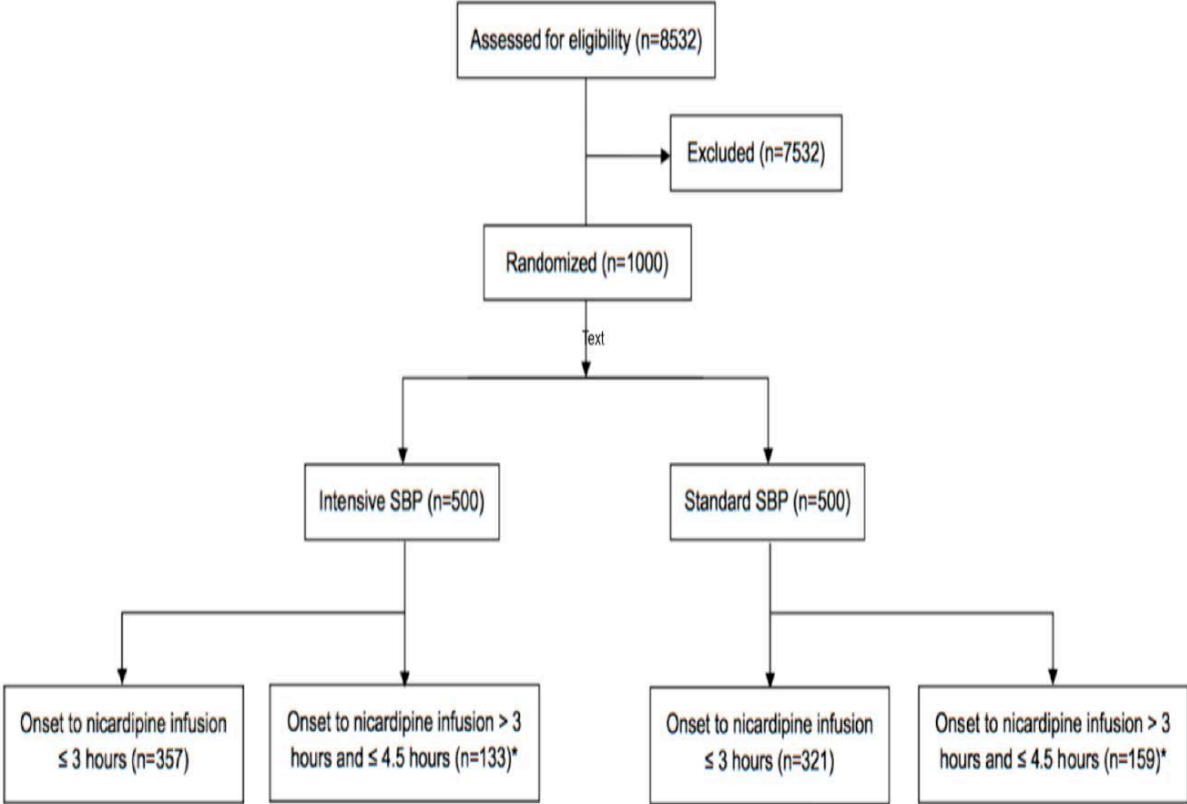 Assessed for eligibility (n=8532)
Excluded (n=7532)
Randomized (n=1000)
Text
Intensive SBP (n=500)
Standard SBP (n=500)
Onset to nicardipine infusion
≤ 3 hours (n=357)
Onset to nicardipine infusion > 3
hours and ≤ 4.5 hours (n=133)*
Onset to nicardipine infusion
≤ 3 hours (n=321)
Onset to nicardipine infusion > 3
hours and ≤ 4.5 hours (n=159)*